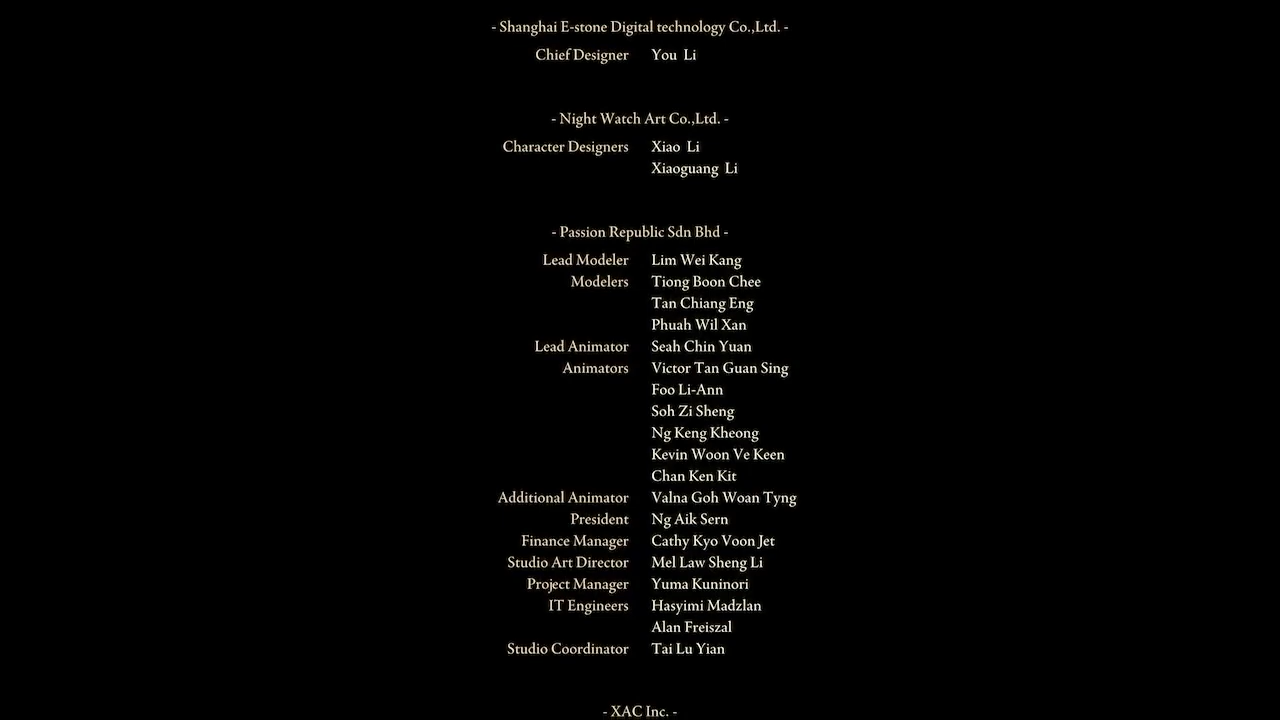 - Shanghai E-stone Digital technology Co.,Ltd. -
Chief Designer You Li
- Night Watch Art Co.,Ltd. -
Character Designers Xiao Li
Xiaoguang Li
- Passion Republic Sdn Bhd -
Lead Modeler Lim Wei Kang
Modelers Tiong Boon Chee
Tan Chiang Eng
Phuah Wil Xan
Lead Animator Seah Chin Yuan
Animators Victor Tan Guan Sing
Foo Li-Ann
Soh Zi Sheng
Ng Keng Kheong
Kevin Woon Ve Keen
Chan Ken Kit
Additional Animator Valna Goh Woan Tyng
President Ng Aik Sern
Finance Manager Cathy Kyo Voon Jet
Studio Art Director Mel Law Sheng Li
Project Manager Yuma Kuninori
IT Engineers Hasyimi Madzlan
Alan Freiszal
Studio Coordinator Tai Lu Yian
- XAC Inc. -